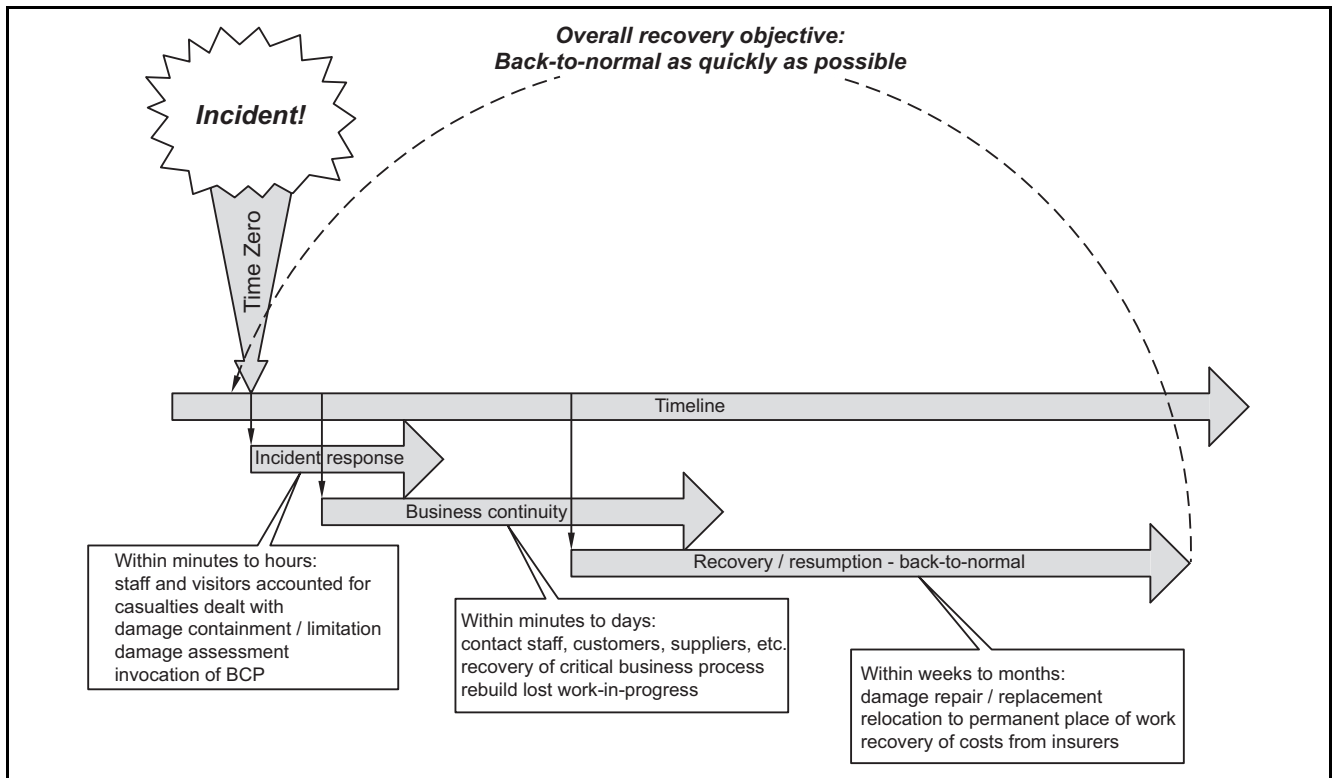 Overall recovery objective:
Back-to-normal as quickly as possible
Incident!
Time Zero
Timeline
Incident response
Business continuity
Recovery / resumption - back-to-normal
Within minutes to hours:
staff and visitors accounted for
casualties dealt with
damage containment / limitation
damage assessment
invocation of BCP
Within minutes to days:
contact staff, customers, suppliers, etc.
recovery of critical business process
rebuild lost work-in-progress
Within weeks to months:
damage repair / replacement
relocation to permanent place of work
recovery of costs from insurers